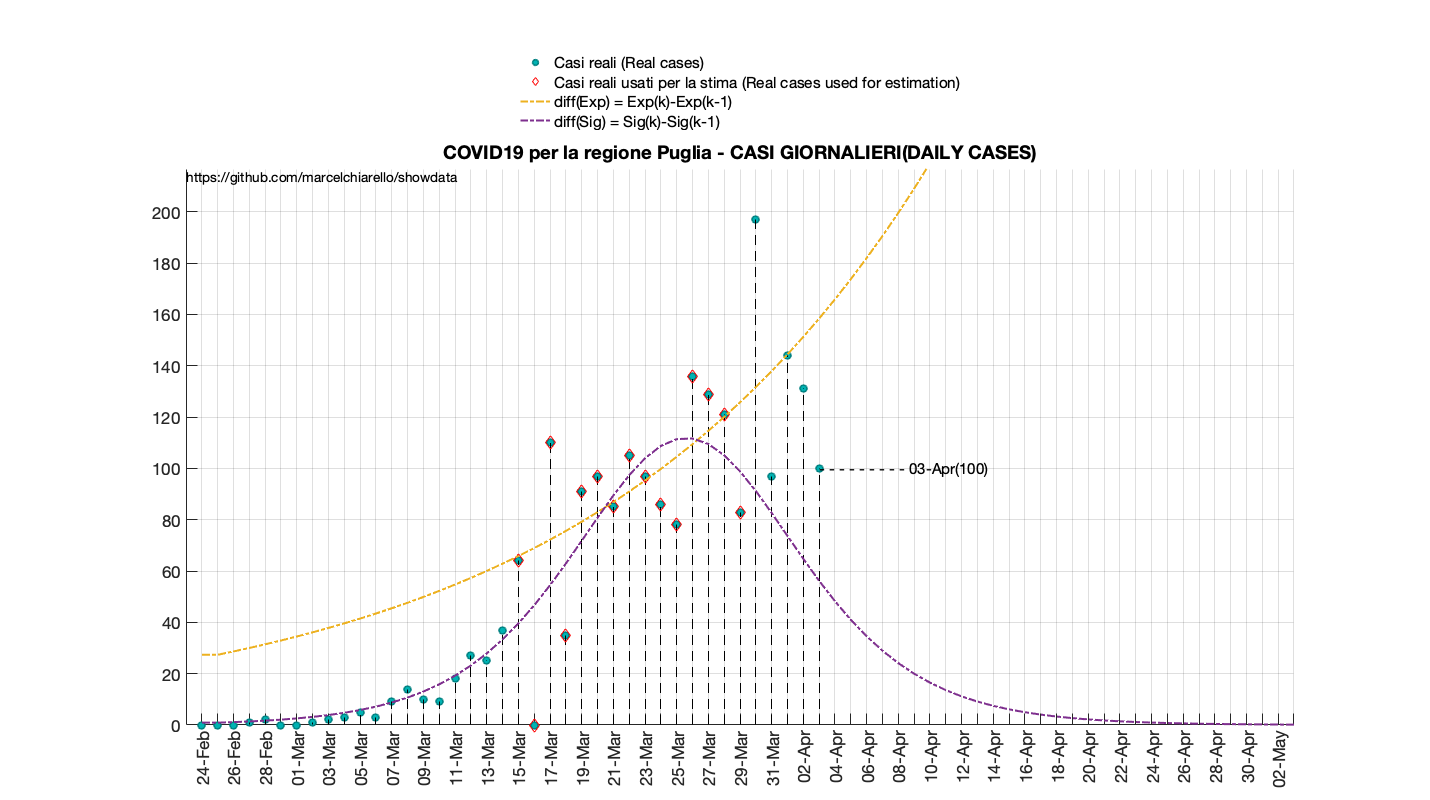 Casi reali (Real cases)
Casi reali usati per la stima (Real cases used for estimation)
diff(Exp) = Exp(k)-Exp(k-1)
diff(Sig) = Sig(k)-Sig(k-1)
COVID19 per la regione Puglia - CASI GIORNALIERI(DAILY CASES)
https://github.com/marcelchiarello/showdata
200
180
160
140
120
100
80
60
40
20
0
03-Apr(100)
24-Feb
26-Feb
28-Feb
01-Mar
03-Mar
05-Mar
07-Mar
09-Mar
11-Mar
13-Mar
15-Mar
17-Mar
19-Mar
21-Mar
23-Mar
25-Mar
27-Mar
29-Mar
31-Mar
02-Apr
04-Apr
06-Apr
08-Apr
10-Apr
12-Apr
14-Apr
16-Apr
18-Apr
20-Apr
22-Apr
24-Apr
26-Apr
28-Apr
30-Apr
02-May